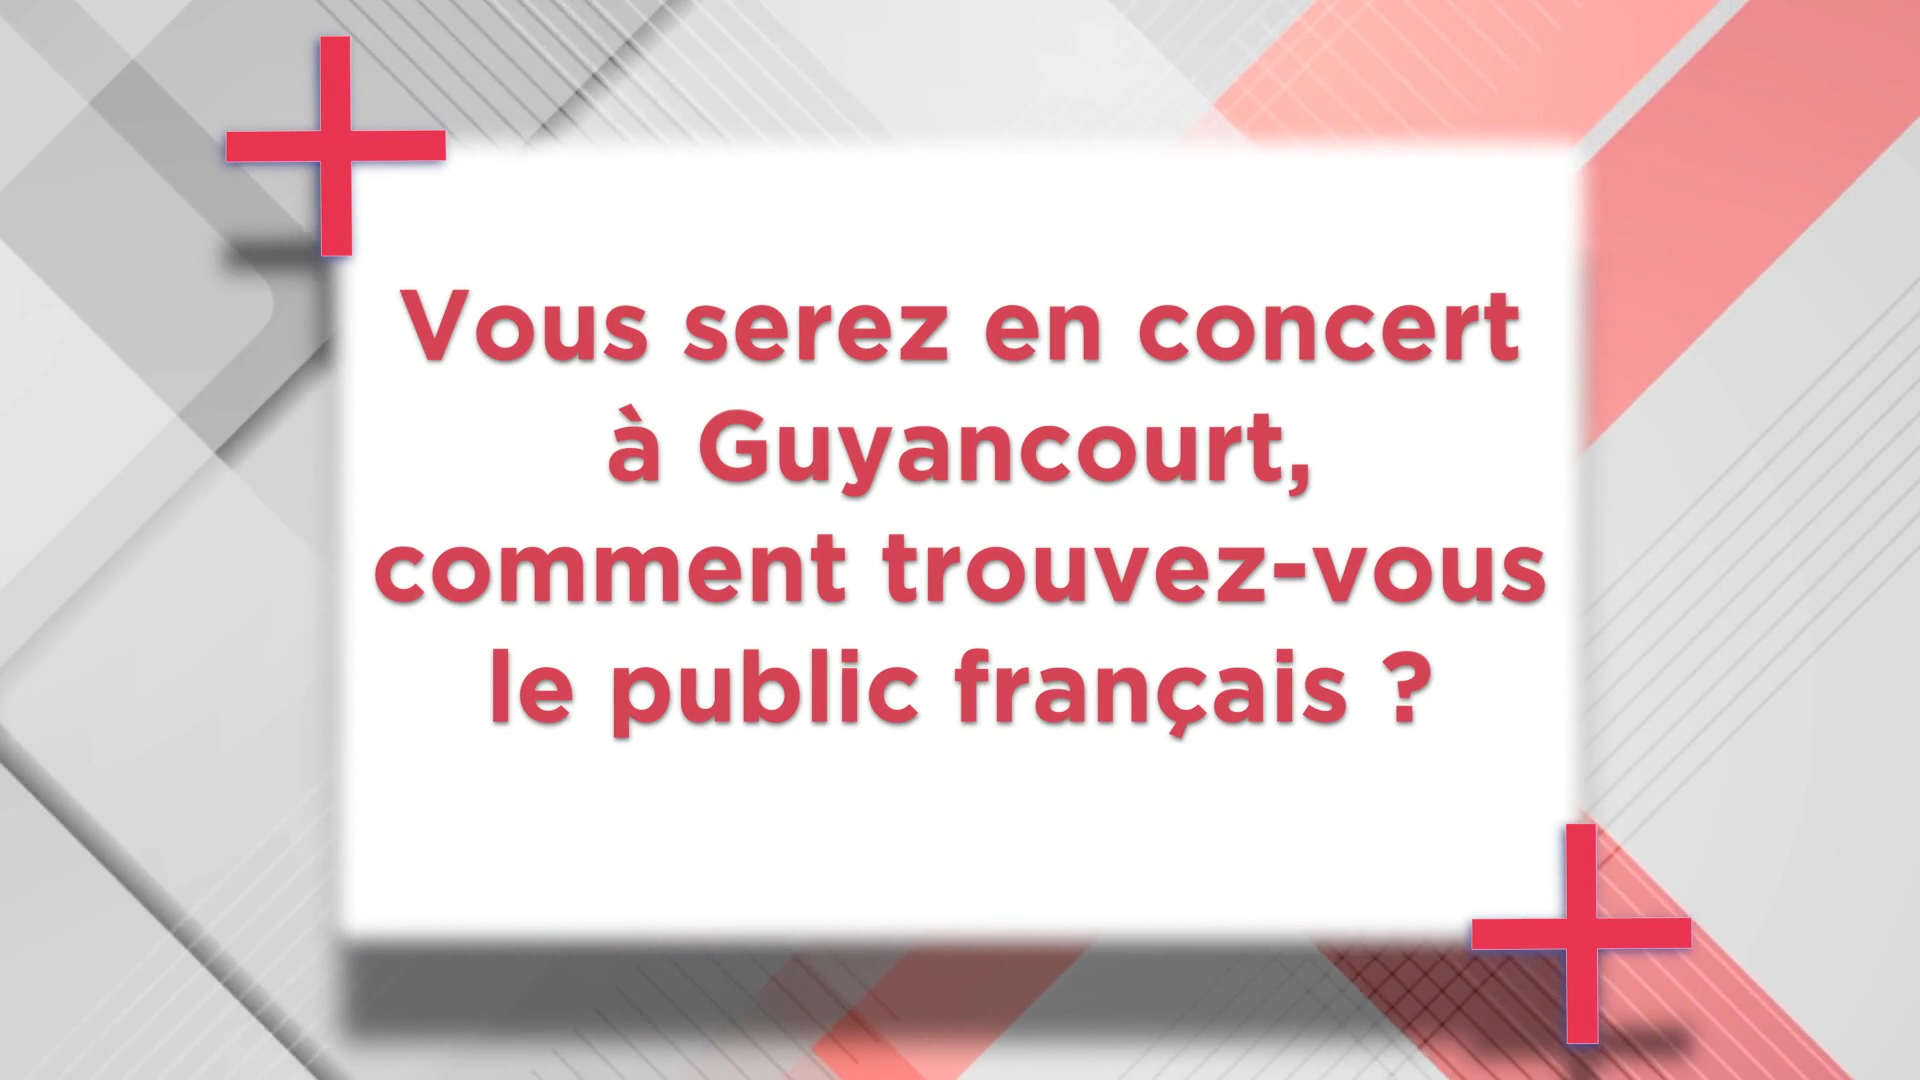 Vous serez en concert
à Guyancourt,
comment trouvez-vous
le public français ?